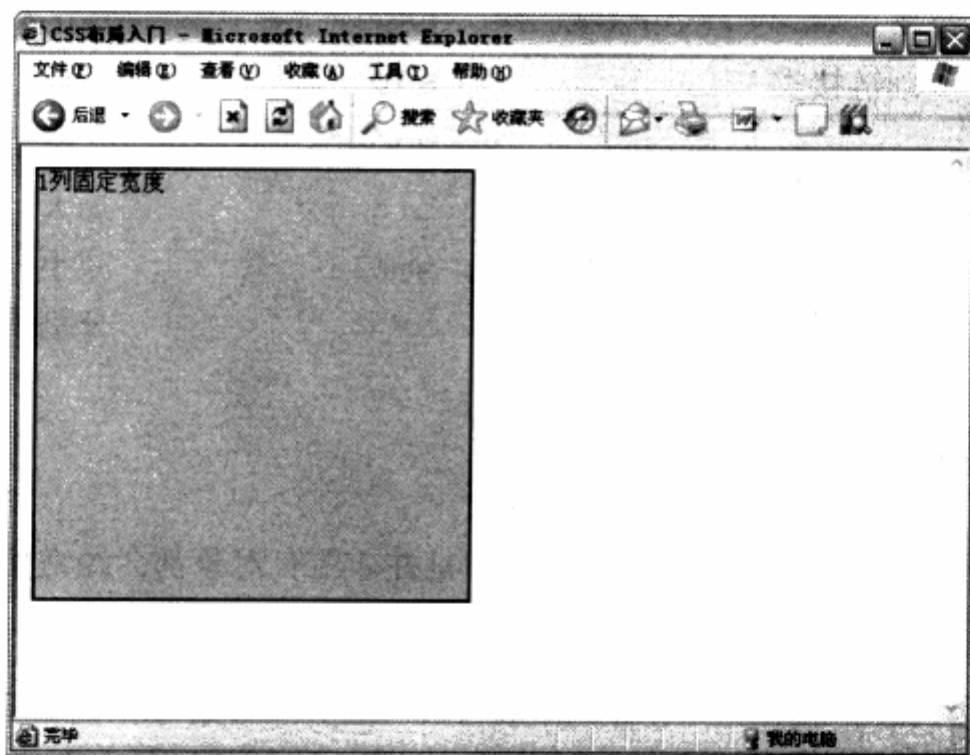 CSS布局入门 - Microsoft Internet Explorer
文件(F) 编辑(E) 查看(V) 收藏(A) 工具(T) 帮助(H)
后退 搜索 收藏夹
1列固定宽度
完毕 我的电脑